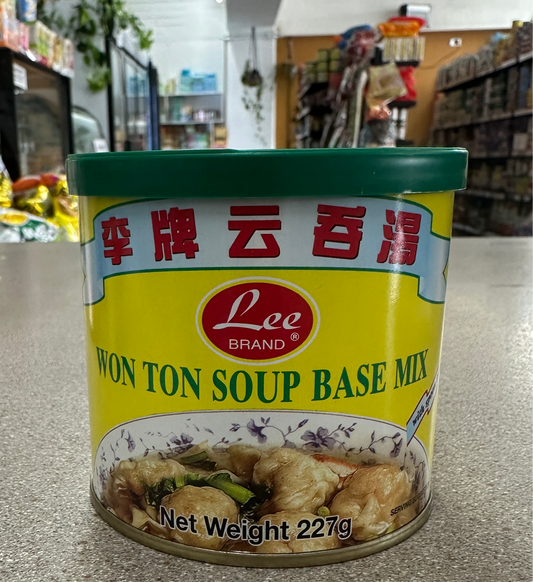 李牌云吞湯
Lee
BRAND ®
WON TON SOUP BASE MIX
Net Weight 227g